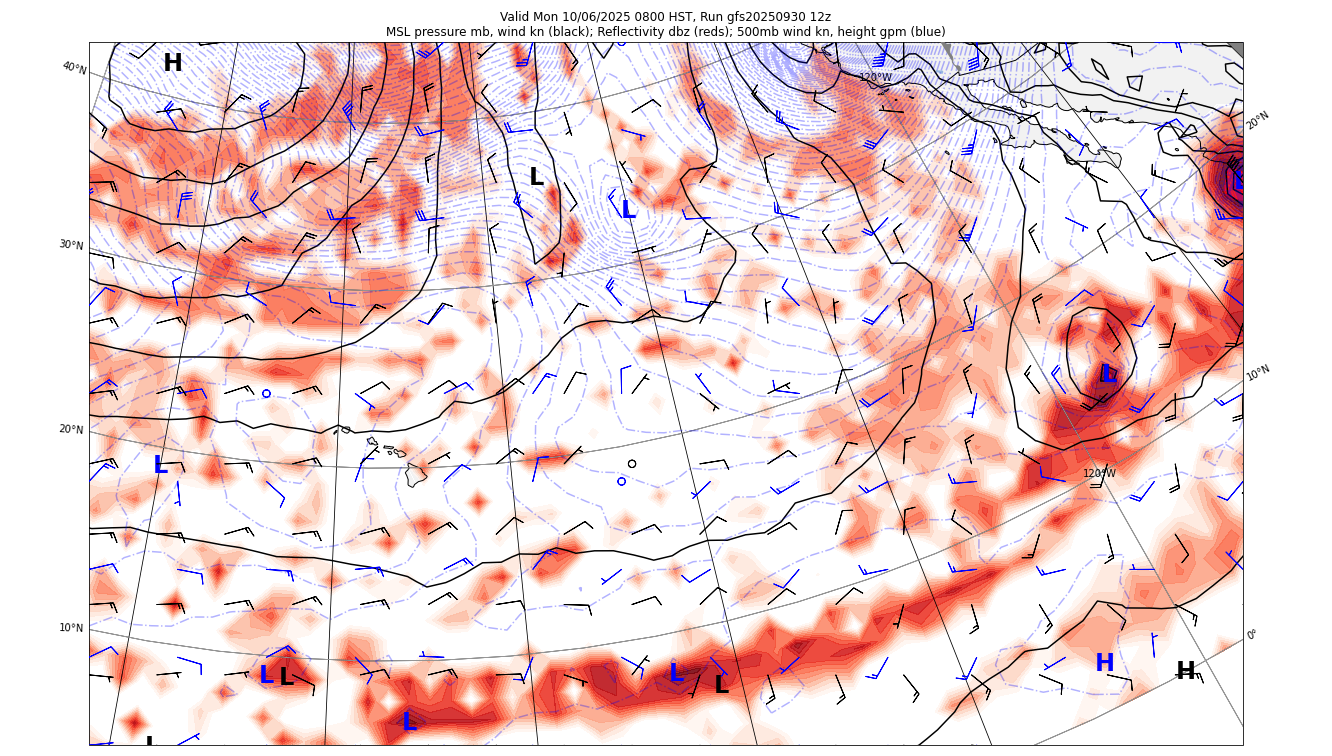 Valid Mon 10/06/2025 0800 HST, Run gfs20250930 12z
MSL pressure mb, wind kn (black); Reflectivity dbz (reds); 500mb wind kn, height gpm (blue)
H
40°N
120°W
20°N
L
L
L
30°N
L
10°N
20°N
L
120°W
10°N
0°
L
L
L
L
H
H
L
L